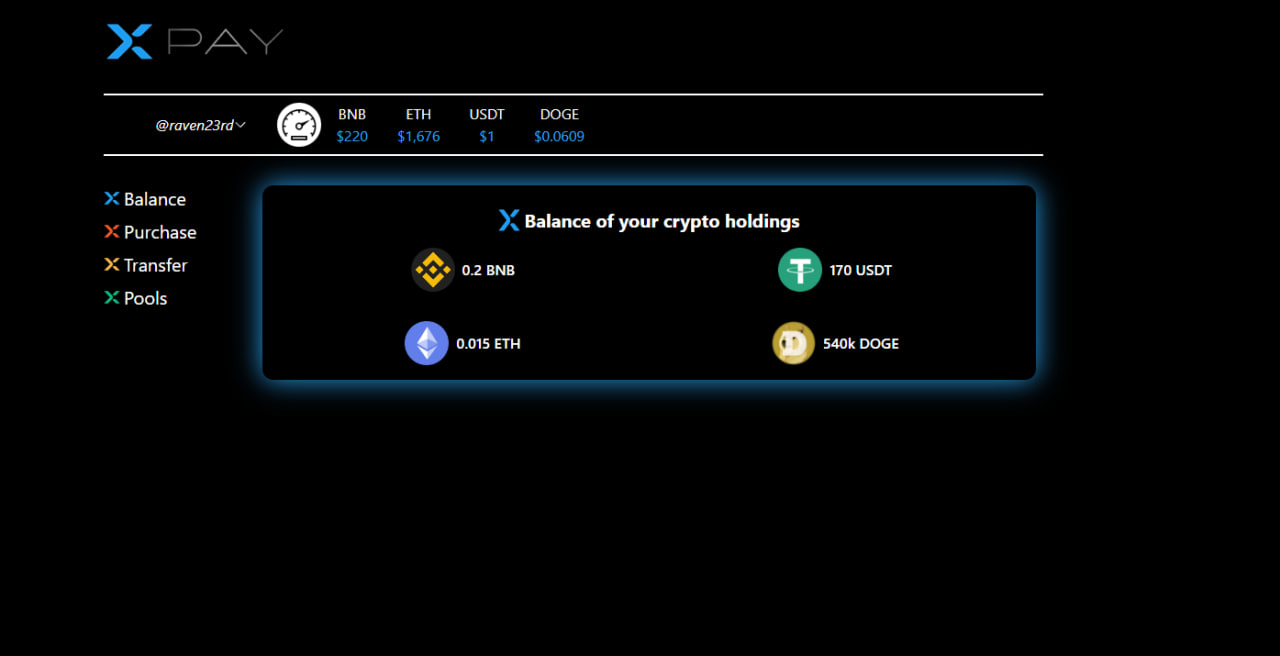 X PAY
@raven23rd
BNB ETH USDT DOGE
$220 $1,676 $1 $0.0609
Balance
Purchase
Transfer
Pools
Balance of your crypto holdings
0.2 BNB 170 USDT
0.015 ETH 540k DOGE